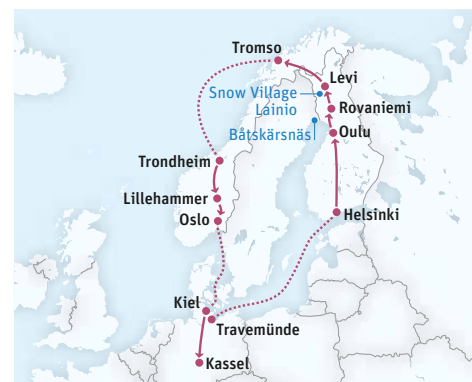 Tromso
Levi
Snow Village
Lainio
Rovaniemi
Båtskärsnäs
Oulu
Trondheim
Lillehammer
Oslo
Helsinki
Kiel
Travemünde
Kassel